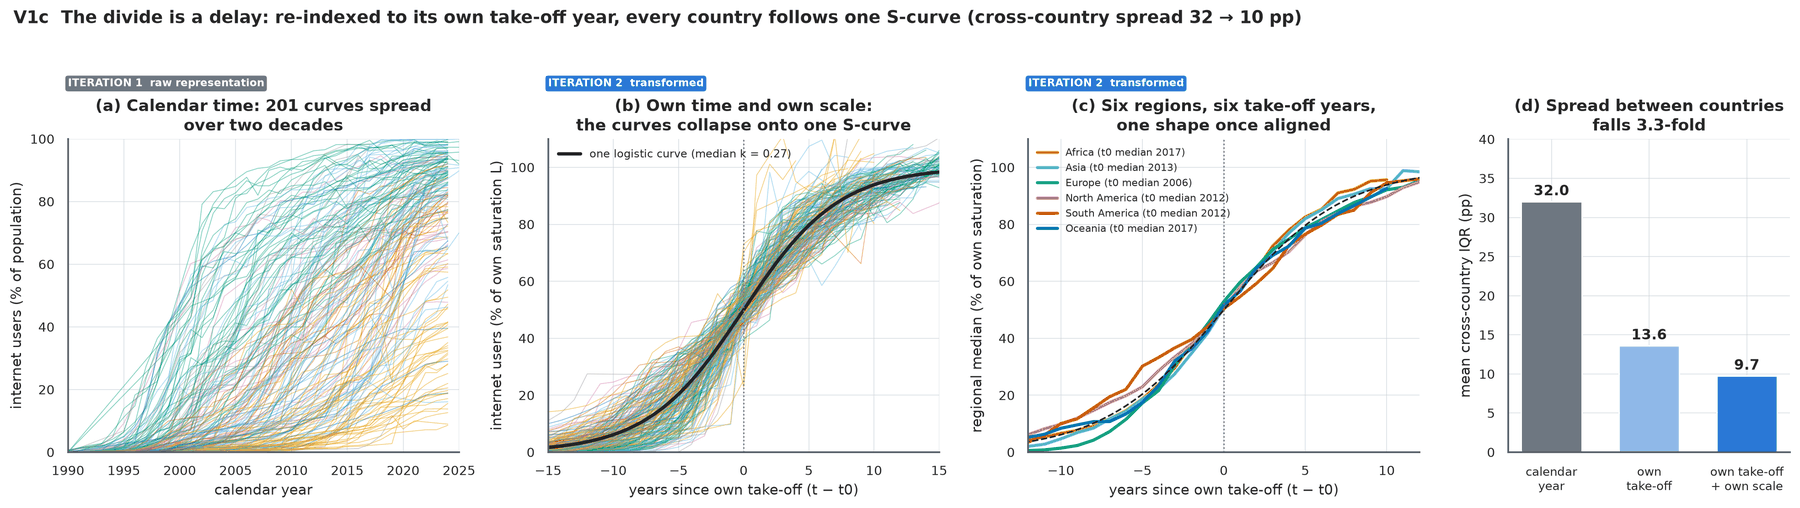 V1c  The divide is a delay: re-indexed to its own take-off year, every country follows one S-curve (cross-country spread 32 → 10 pp)
ITERATION 1  raw representation
(a) Calendar time: 201 curves spread
over two decades
internet users (% of population)
100
80
60
40
20
0
1990
1995
2000
2005
2010
2015
2020
2025
calendar year
ITERATION 2  transformed
(b) Own time and own scale:
the curves collapse onto one S-curve
one logistic curve (median k = 0.27)
internet users (% of own saturation L)
100
80
60
40
20
0
−15
−10
−5
0
5
10
15
years since own take-off (t − t0)
ITERATION 2  transformed
(c) Six regions, six take-off years,
one shape once aligned
Africa (t0 median 2017)
Asia (t0 median 2013)
Europe (t0 median 2006)
North America (t0 median 2012)
South America (t0 median 2012)
Oceania (t0 median 2017)
regional median (% of own saturation)
100
80
60
40
20
0
−10
−5
0
5
10
years since own take-off (t − t0)
(d) Spread between countries
falls 3.3-fold
mean cross-country IQR (pp)
40
35
30
25
20
15
10
5
0
32.0
13.6
9.7
calendar
year
own
take-off
own take-off
+ own scale